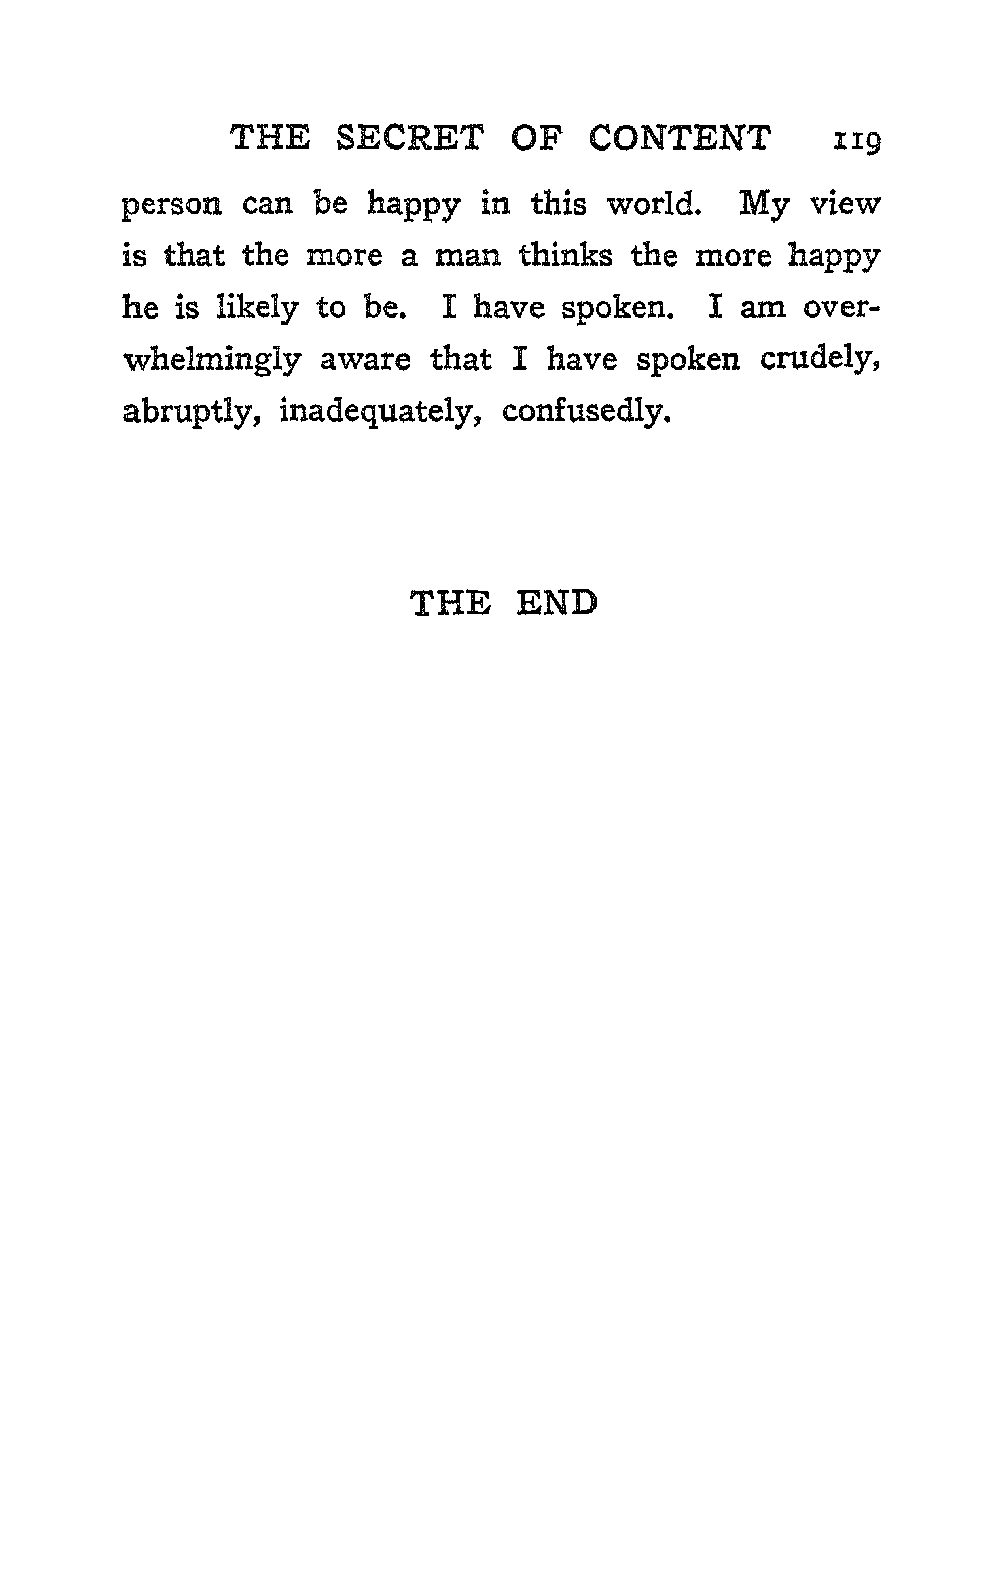 THE SECRET OF CONTENT 119
person can be happy in this world. My view
is that the more a man thinks the more happy
he is likely to be. I have spoken. I am over-
whelmingly aware that I have spoken crudely,
abruptly, inadequately, confusedly.
THE END